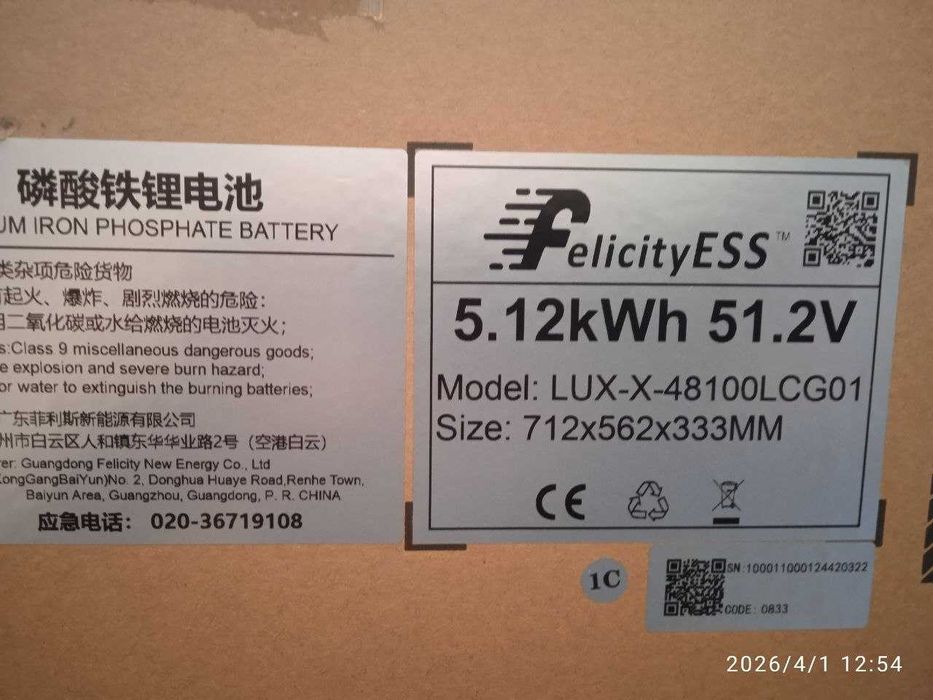 磷酸铁锂电池
IRON PHOSPHATE BATTERY
类杂项危险货物
起火、爆炸、剧烈燃烧的危险:
二氧化碳或水给燃烧的电池灭火;
Class 9 miscellaneous dangerous goods;
explosion and severe burn hazard;
or water to extinguish the burning batteries;
广东菲利斯新能源有限公司
州市白云区人和镇东华华业路2号(空港白云)
Guangdong Felicity New Energy Co., Ltd
KongGangBaiYun)No. 2, Donghua Huaye Road,Renhe Town,
Baiyun Area, Guangzhou, Guangdong, P. R. CHINA
应急电话: 020-36719108
FelicityESS™
5.12kWh 51.2V
Model: LUX-X-48100LCG01
Size: 712x562x333MM
CE
1C
SN:100011000124420322
CODE: 0833
2026/4/1 12:54